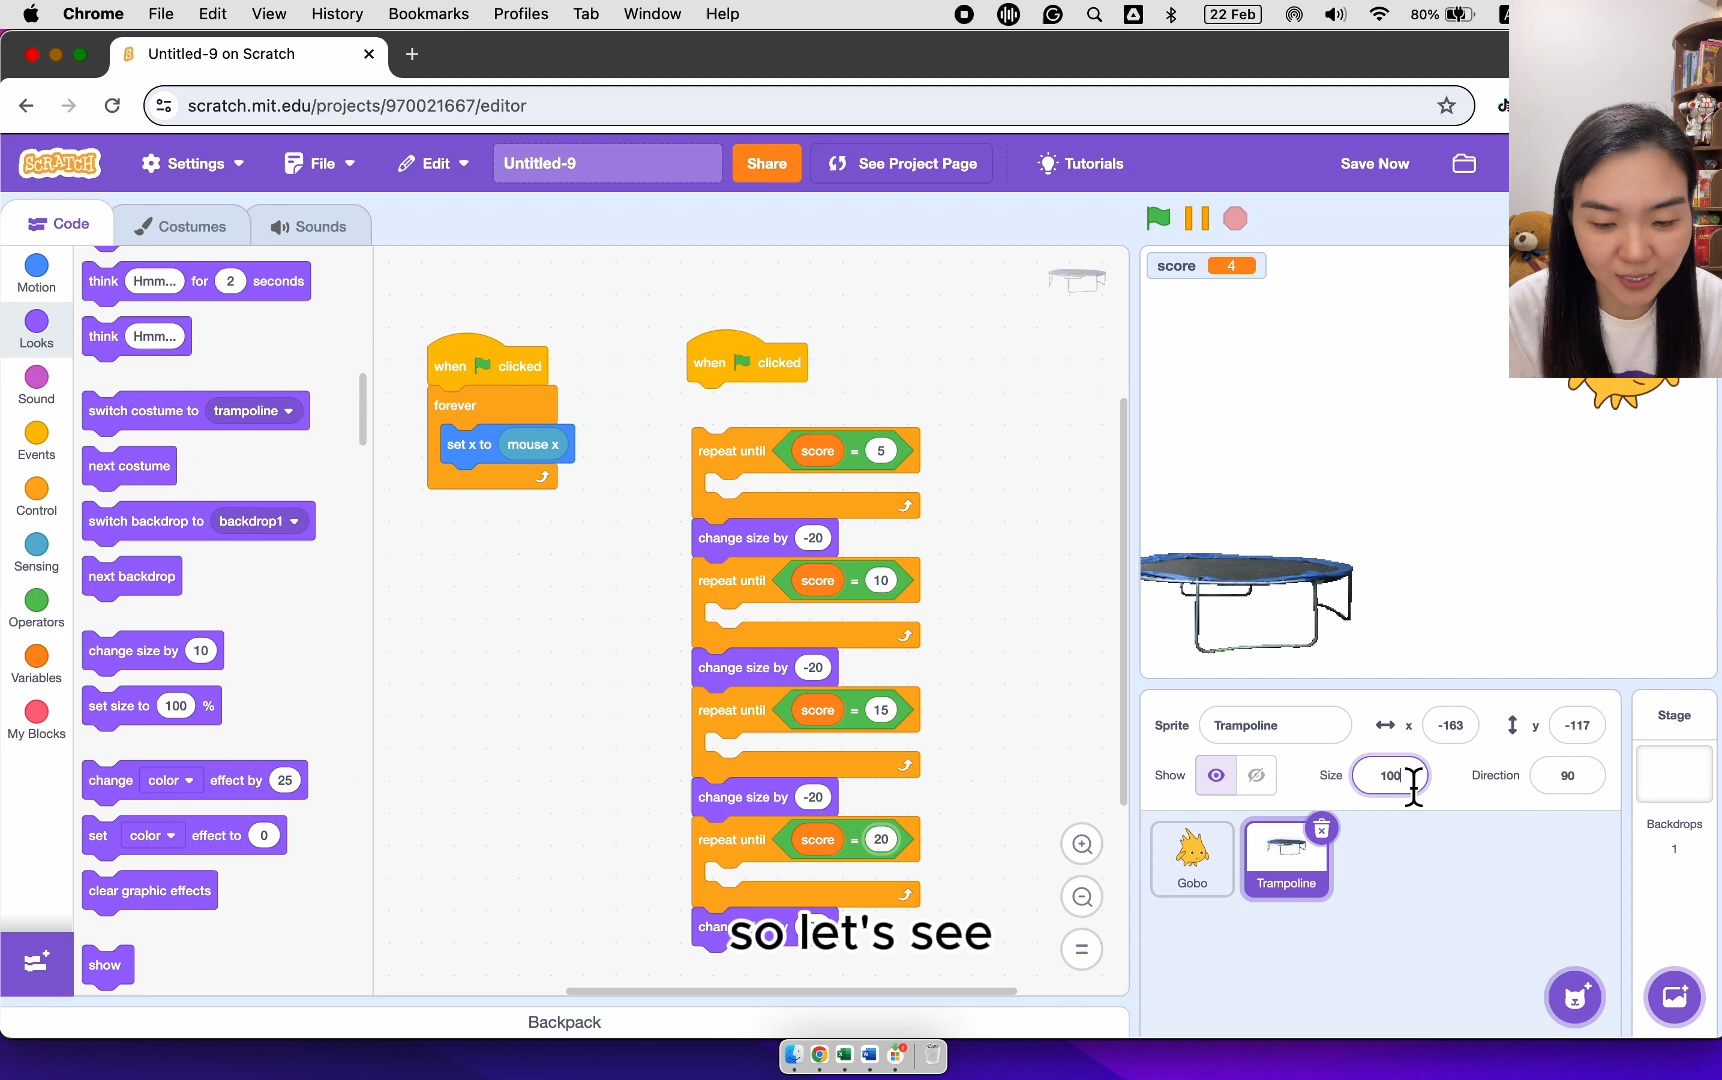 Chrome File Edit View History Bookmarks Profiles Tab Window Help 22 Feb 80% A
Untitled-9 on Scratch
scratch.mit.edu/projects/970021667/editor
SCRATCH Settings File Edit Untitled-9 Share See Project Page Tutorials Save Now
Code Costumes Sounds
Motion
Looks
Sound
Events
Control
Sensing
Operators
Variables
My Blocks
think Hmm... for 2 seconds
think Hmm...
switch costume to trampoline
next costume
switch backdrop to backdrop1
next backdrop
change size by 10
set size to 100 %
change color effect by 25
set color effect to 0
clear graphic effects
show
when clicked
forever
set x to mouse x
when clicked
repeat until score = 5
change size by -20
repeat until score = 10
change size by -20
repeat until score = 15
change size by -20
repeat until score = 20
so let's see
Backpack
score 4
Sprite Trampoline x -163 y -117
Show Size 100 Direction 90
Gobo
Trampoline
Stage
Backdrops
1